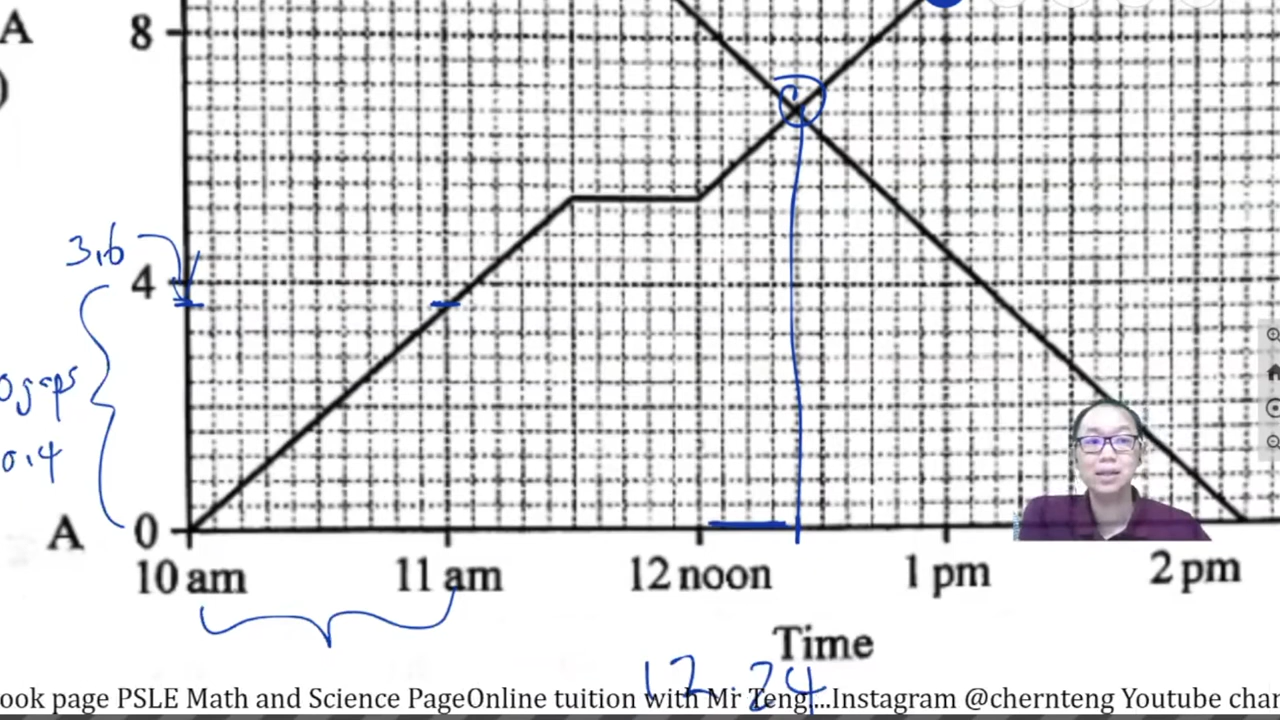 A
8
)
3.6
4
0 gaps
0.4
A 0
10 am 11 am 12 noon 1 pm 2 pm
Time
12.24
ook page PSLE Math and Science PageOnline tuition with Mr Teng,...Instagram @chernteng Youtube chan